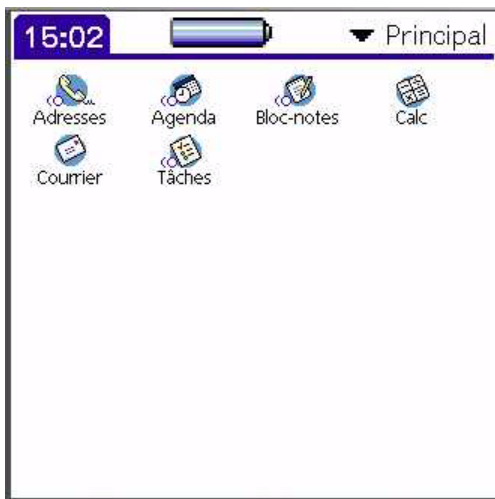 15:02 Principal
Adresses Agenda Bloc-notes Calc
Courrier Tâches